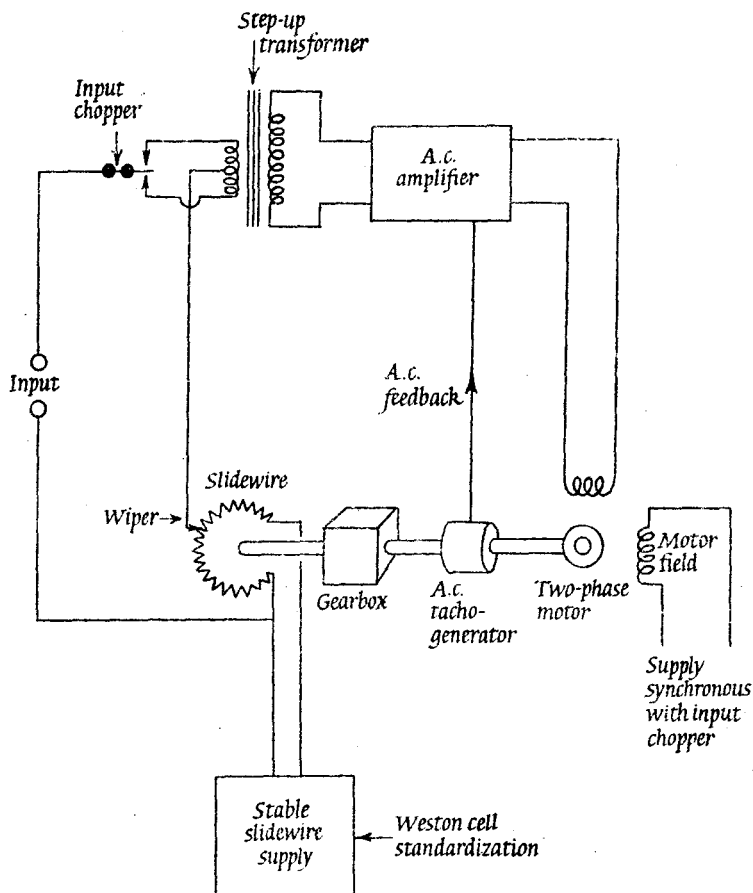 Step-up
transformer
Input
chopper
A.c.
amplifier
Input
A.c.
feedback
Slidewire
Wiper
Gearbox
A.c.
tacho-
generator
Two-phase
motor
Motor
field
Supply
synchronous
with input
chopper
Stable
slidewire
supply
Weston cell
standardization